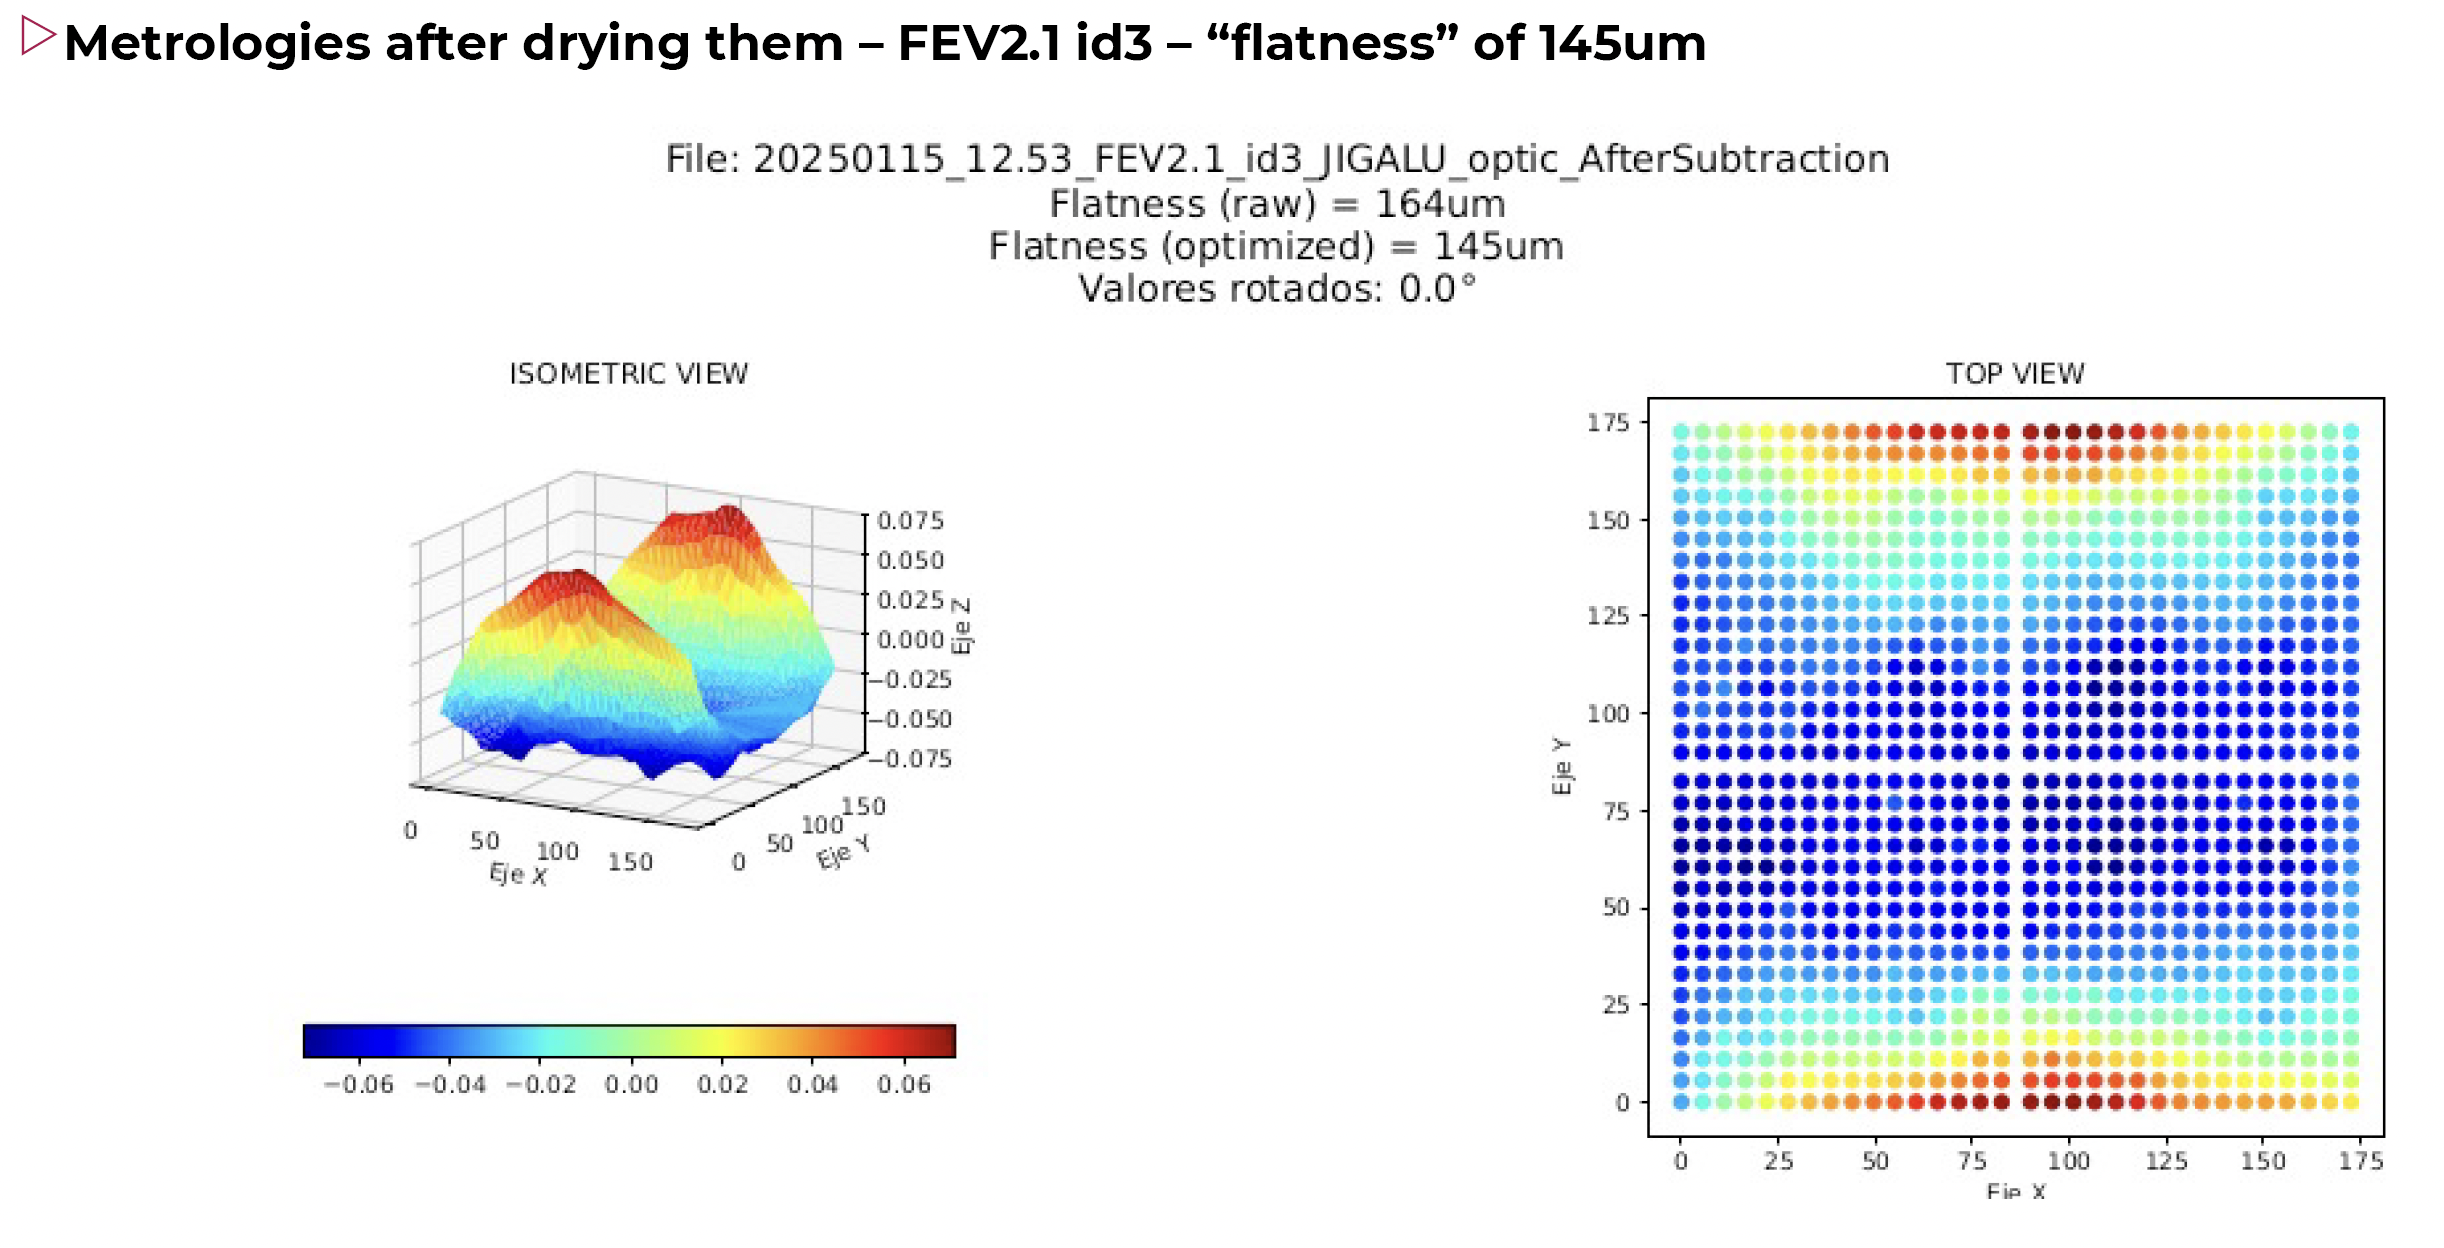 Metrologies after drying them – FEV2.1 id3 – “flatness” of 145um
File: 20250115_12.53_FEV2.1_id3_JIGALU_optic_AfterSubtraction
Flatness (raw) = 164um
Flatness (optimized) = 145um
Valores rotados: 0.0°
ISOMETRIC VIEW
0.075
0.050
0.025
0.000
−0.025
−0.050
−0.075
Eje Z
0 50 100 150
Eje X
0 50 100 150
Eje Y
−0.06 −0.04 −0.02 0.00 0.02 0.04 0.06
TOP VIEW
175
150
125
100
75
50
25
0
Eje Y
0 25 50 75 100 125 150 175
Eje X